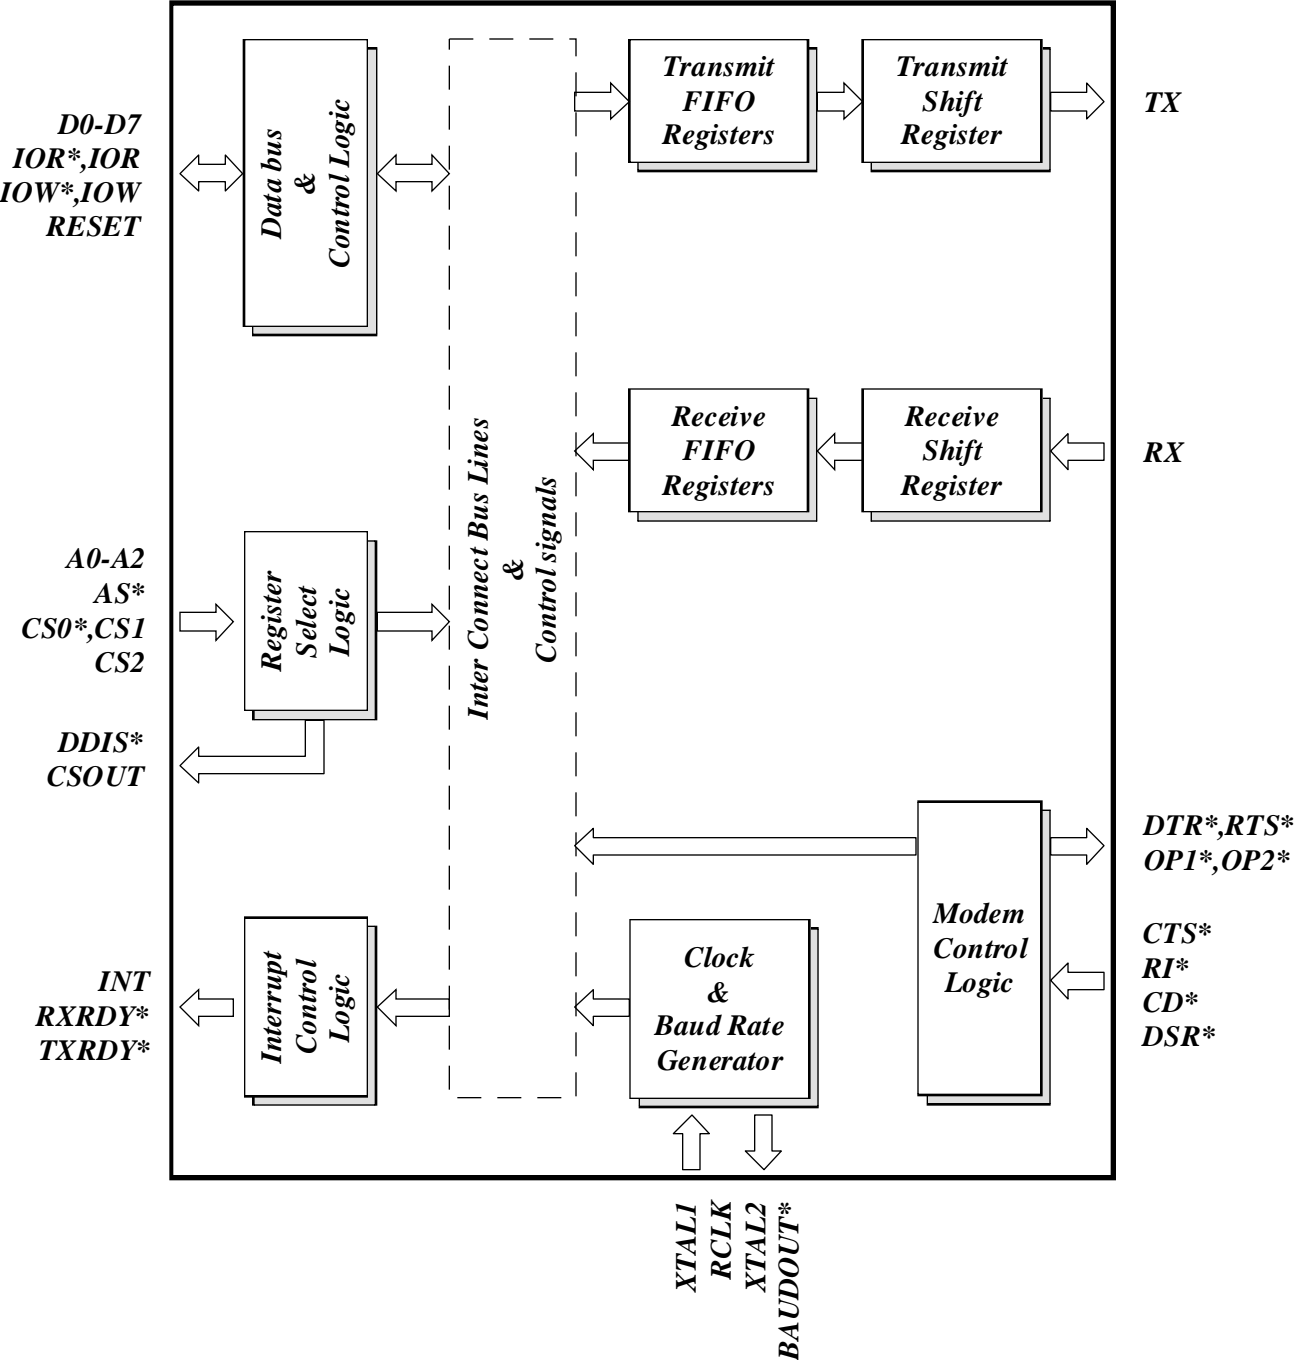 D0-D7
IOR*,IOR
IOW*,IOW
RESET
Data bus
&
Control Logic
Transmit
FIFO
Registers
Transmit
Shift
Register
TX
Receive
FIFO
Registers
Receive
Shift
Register
RX
Inter Connect Bus Lines
&
Control signals
A0-A2
AS*
CS0*,CS1
CS2
Register
Select
Logic
DDIS*
CSOUT
DTR*,RTS*
OP1*,OP2*
Modem
Control
Logic
CTS*
RI*
CD*
DSR*
INT
RXRDY*
TXRDY*
Interrupt
Control
Logic
Clock
&
Baud Rate
Generator
XTAL1
RCLK
XTAL2
BAUDOUT*